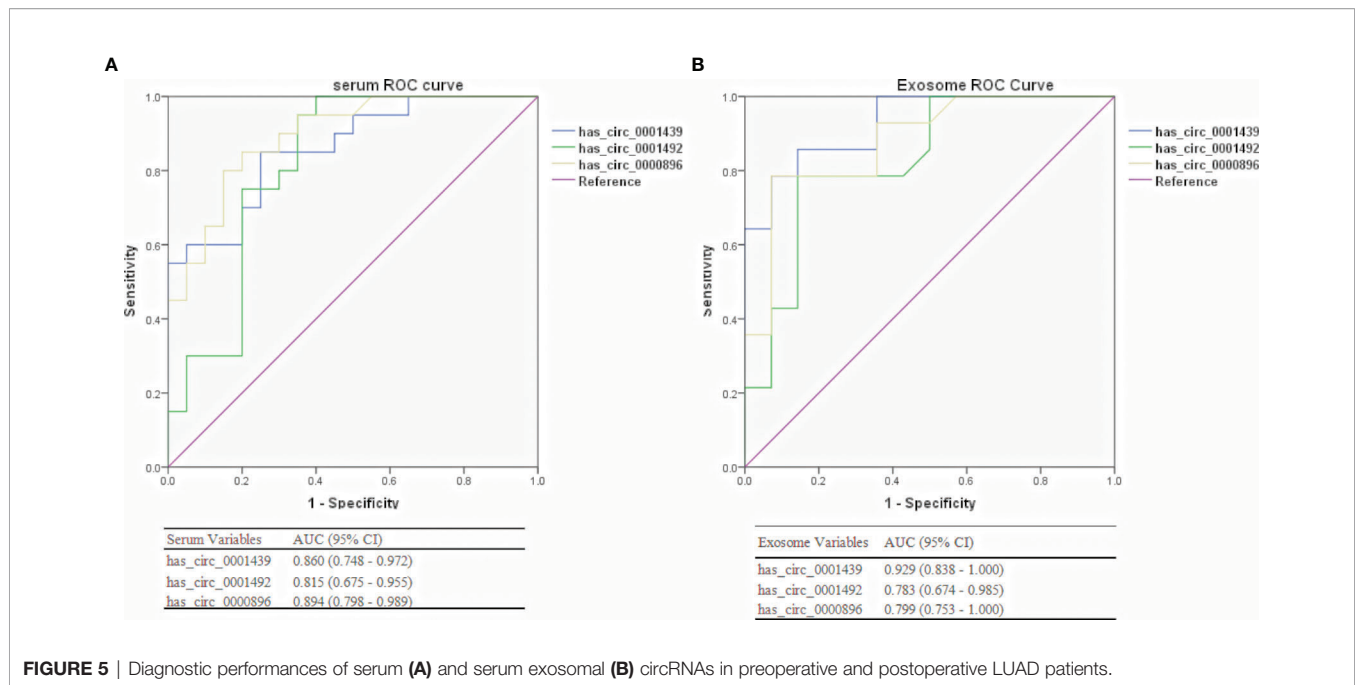 A
serum ROC curve
1.0
0.8
0.6
0.4
0.2
0.0
Sensitivity
0.0 0.2 0.4 0.6 0.8 1.0
1 - Specificity
has_circ_0001439
has_circ_0001492
has_circ_0000896
Reference
Serum Variables AUC (95% CI)
has_circ_0001439 0.860 (0.748 - 0.972)
has_circ_0001492 0.815 (0.675 - 0.955)
has_circ_0000896 0.894 (0.798 - 0.989)
B
Exosome ROC Curve
1.0
0.8
0.6
0.4
0.2
0.0
Sensitivity
0.0 0.2 0.4 0.6 0.8 1.0
1 - Specificity
has_circ_0001439
has_circ_0001492
has_circ_0000896
Reference
Exosome Variables AUC (95% CI)
has_circ_0001439 0.929 (0.838 - 1.000)
has_circ_0001492 0.783 (0.674 - 0.985)
has_circ_0000896 0.799 (0.753 - 1.000)
FIGURE 5 | Diagnostic performances of serum (A) and serum exosomal (B) circRNAs in preoperative and postoperative LUAD patients.